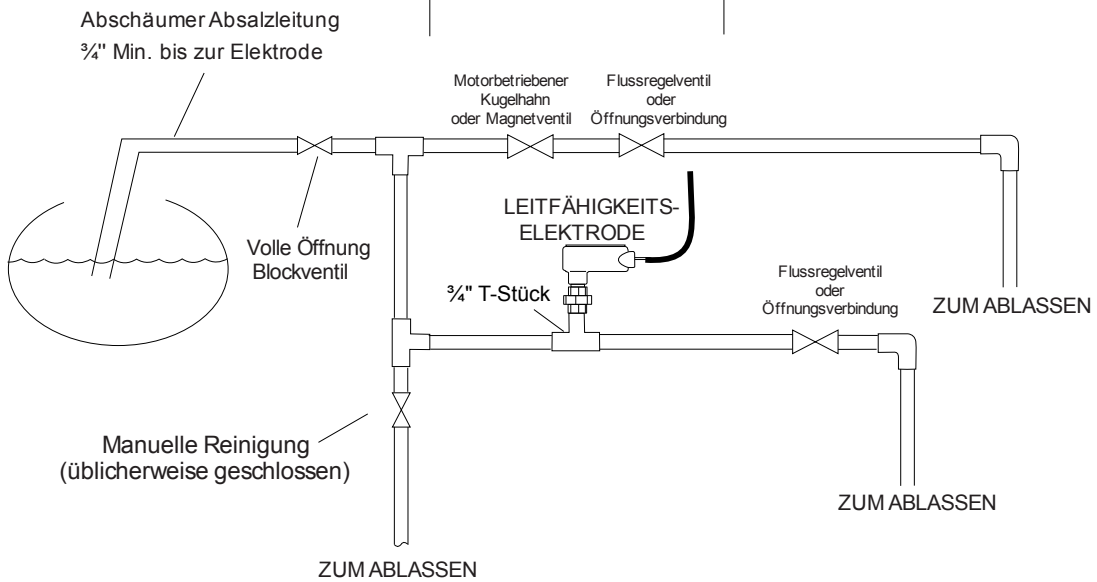 Abschäumer Absalzleitung
¾" Min. bis zur Elektrode
Motorbetriebener
Kugelhahn
oder Magnetventil
Flussregelventil
oder
Öffnungsverbindung
LEITFÄHIGKEITS-
ELEKTRODE
Volle Öffnung
Blockventil
¾" T-Stück
Flussregelventil
oder
Öffnungsverbindung
ZUM ABLASSEN
Manuelle Reinigung
(üblicherweise geschlossen)
ZUM ABLASSEN
ZUM ABLASSEN